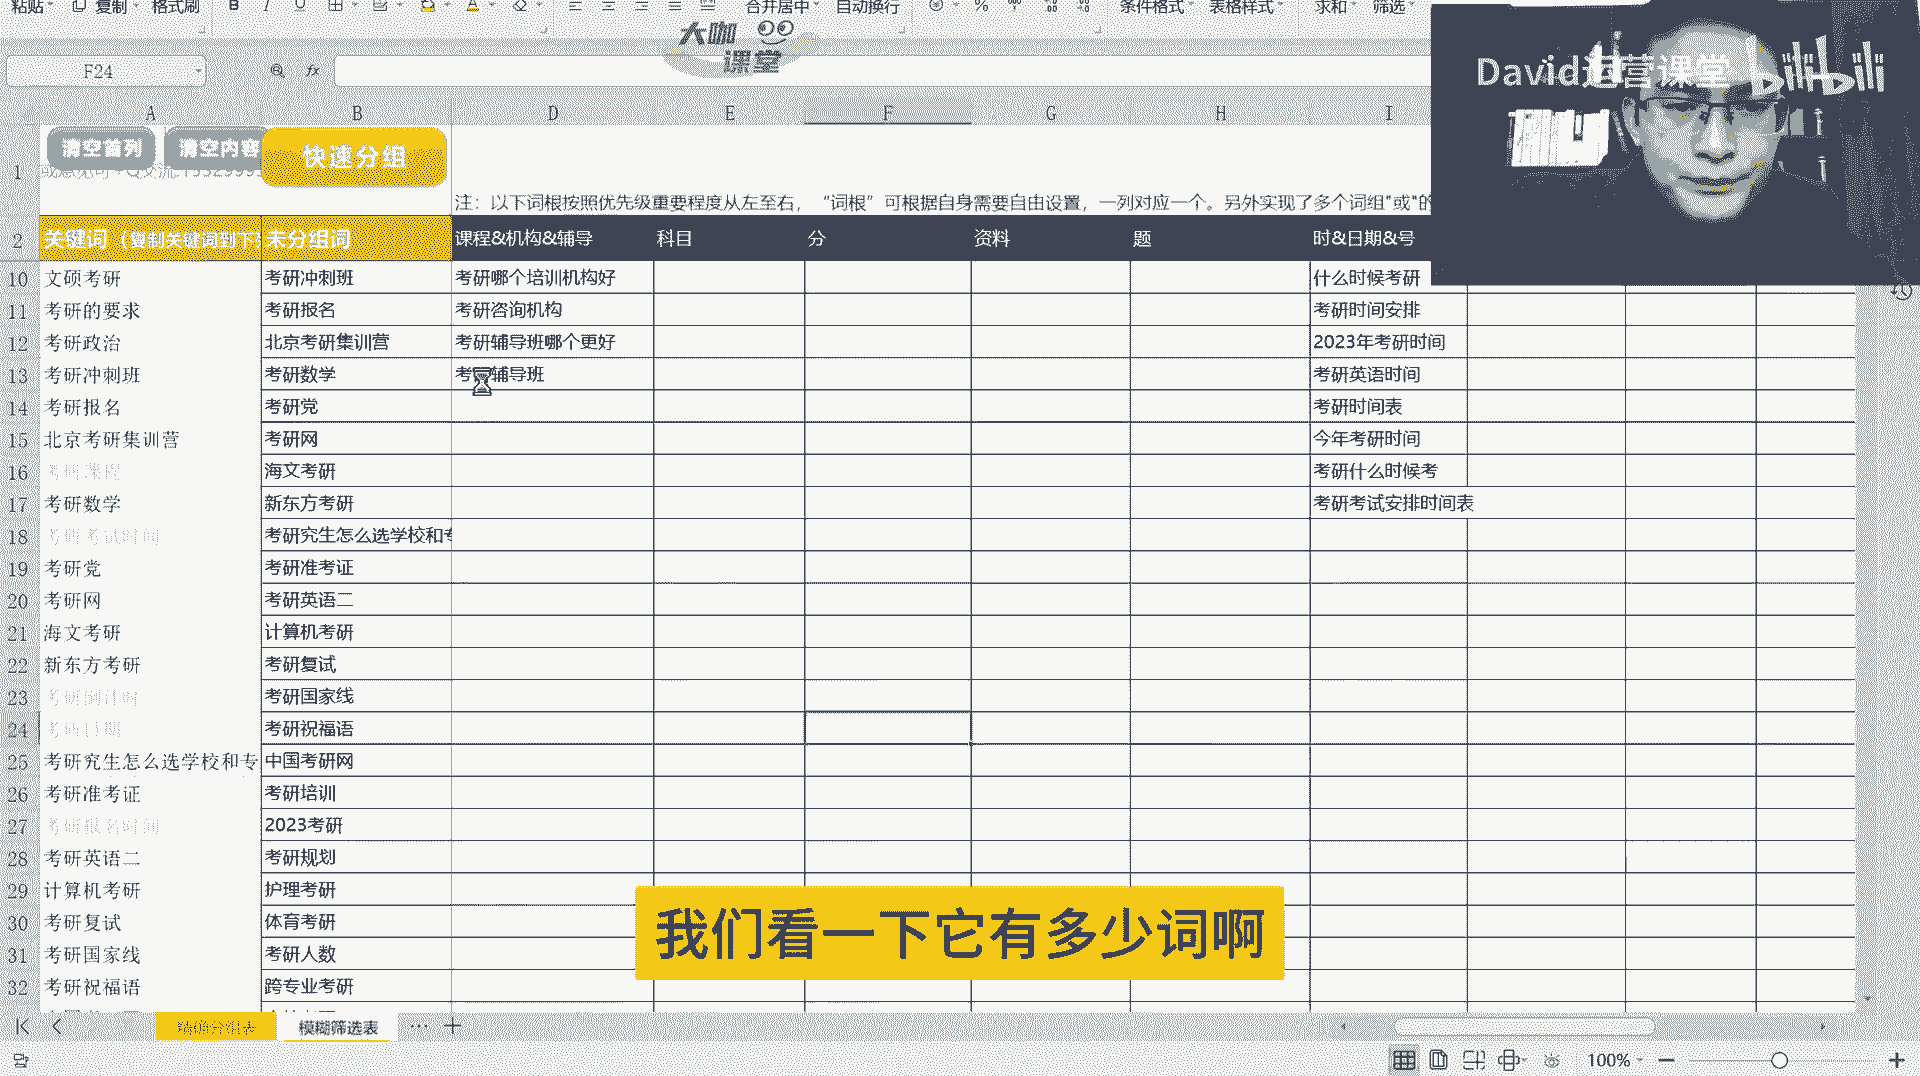 粘贴 复制 格式刷 B I U 合并居中 自动换行 % 条件格式 表格样式 求和 筛选
大咖课堂
David运营课堂 bilibili
F24 fx
A B D E F G H I
清空首列 清空内容 快速分组
1 注：以下词根按照优先级重要程度从左至右， “词根” 可根据自身需要自由设置，一列对应一个。另外实现了多个词组"或"的
2 关键词（复制关键词到下 未分组词 课程&机构&辅导 科目 分 资料 题 时&日期&号
10 文硕考研 考研冲刺班 考研哪个培训机构好 什么时候考研
11 考研的要求 考研报名 考研咨询机构 考研时间安排
12 考研政治 北京考研集训营 考研辅导班哪个更好 2023年考研时间
13 考研冲刺班 考研数学 考研辅导班 考研英语时间
14 考研报名 考研党 考研时间表
15 北京考研集训营 考研网 今年考研时间
16 考研课程 海文考研 考研什么时候考
17 考研数学 新东方考研 考研考试安排时间表
18 考研考试时间 考研究生怎么选学校和专
19 考研党 考研准考证
20 考研网 考研英语二
21 海文考研 计算机考研
22 新东方考研 考研复试
23 考研倒计时 考研国家线
24 考研日期 考研祝福语
25 考研究生怎么选学校和专 中国考研网
26 考研准考证 考研培训
27 考研报名时间 2023考研
28 考研英语二 考研规划
29 计算机考研 护理考研
30 考研复试 体育考研
31 考研国家线 考研人数
32 考研祝福语 跨专业考研
我们看一下它有多少词啊
精确分组表 模糊筛选表 ··· +
100%